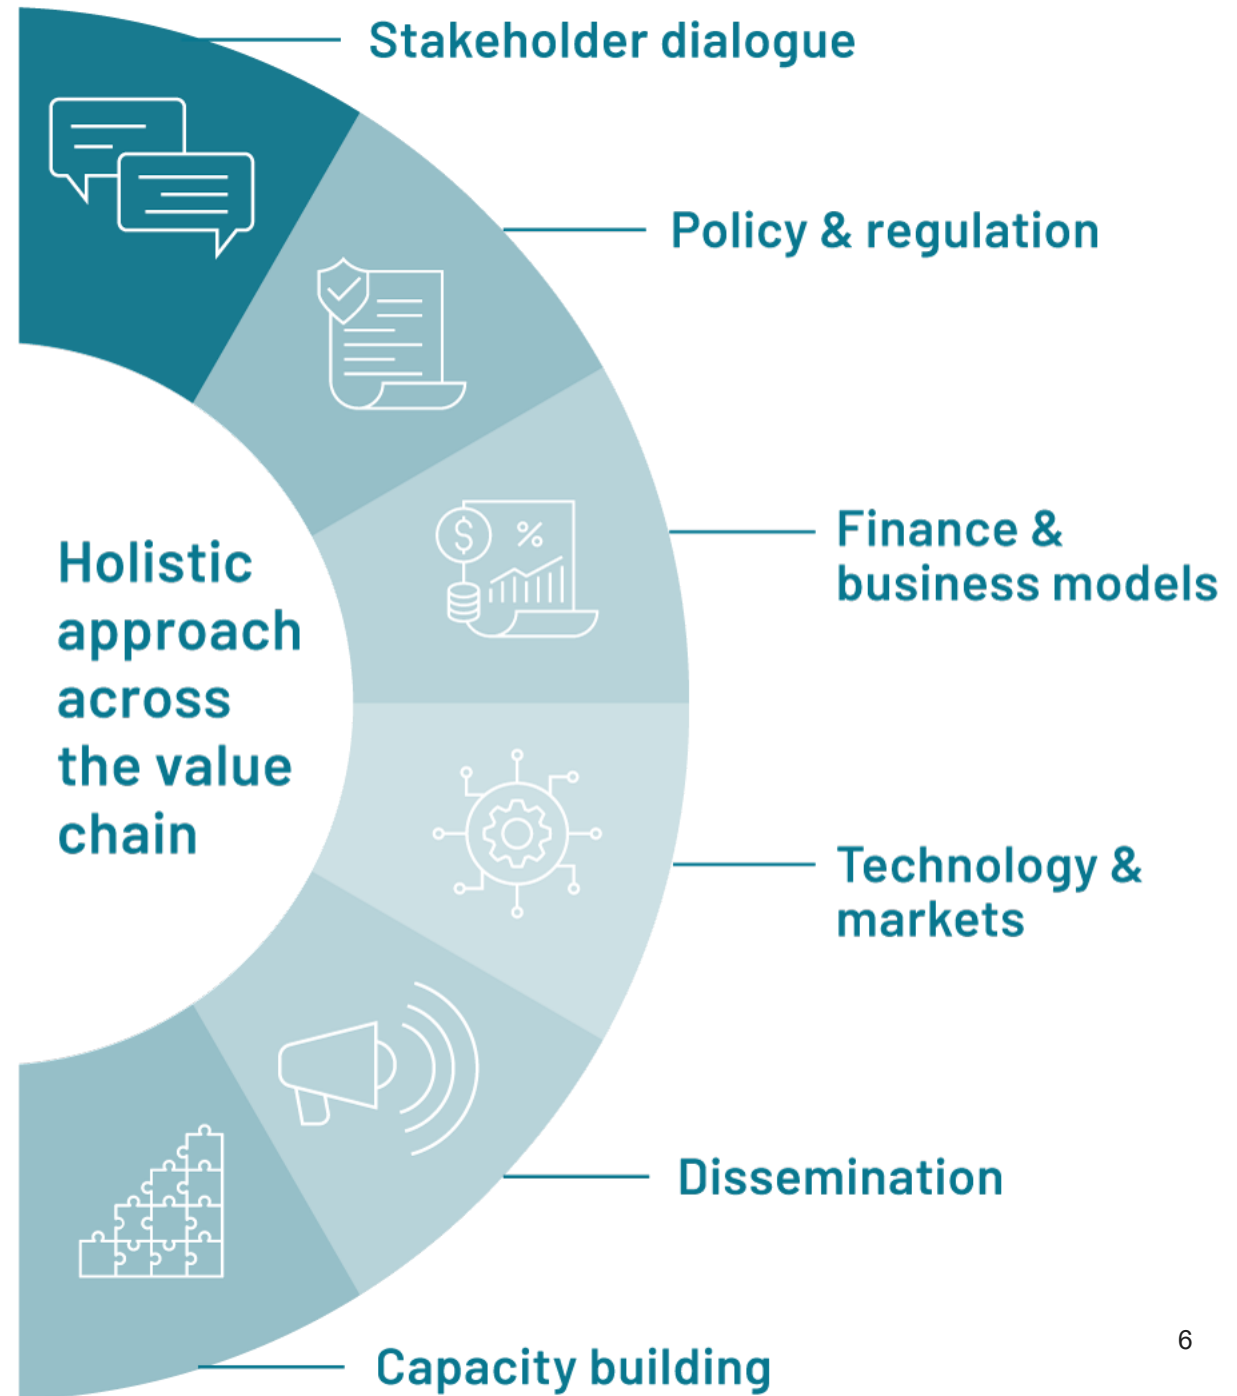 Stakeholder dialogue
Policy & regulation
Finance &
business models
Holistic
approach
across
the value
chain
Technology &
markets
Dissemination
Capacity building
6
$
%